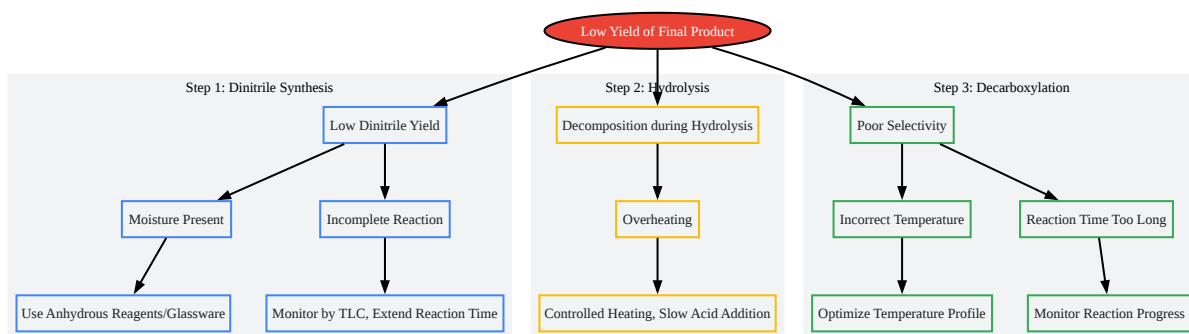 Low Yield of Final Product
Step 1: Dinitrile Synthesis
Step 2: Hydrolysis
Step 3: Decarboxylation
Low Dinitrile Yield
Decomposition during Hydrolysis
Poor Selectivity
Moisture Present
Incomplete Reaction
Overheating
Incorrect Temperature
Reaction Time Too Long
Use Anhydrous Reagents/Glassware
Monitor by TLC, Extend Reaction Time
Controlled Heating, Slow Acid Addition
Optimize Temperature Profile
Monitor Reaction Progress